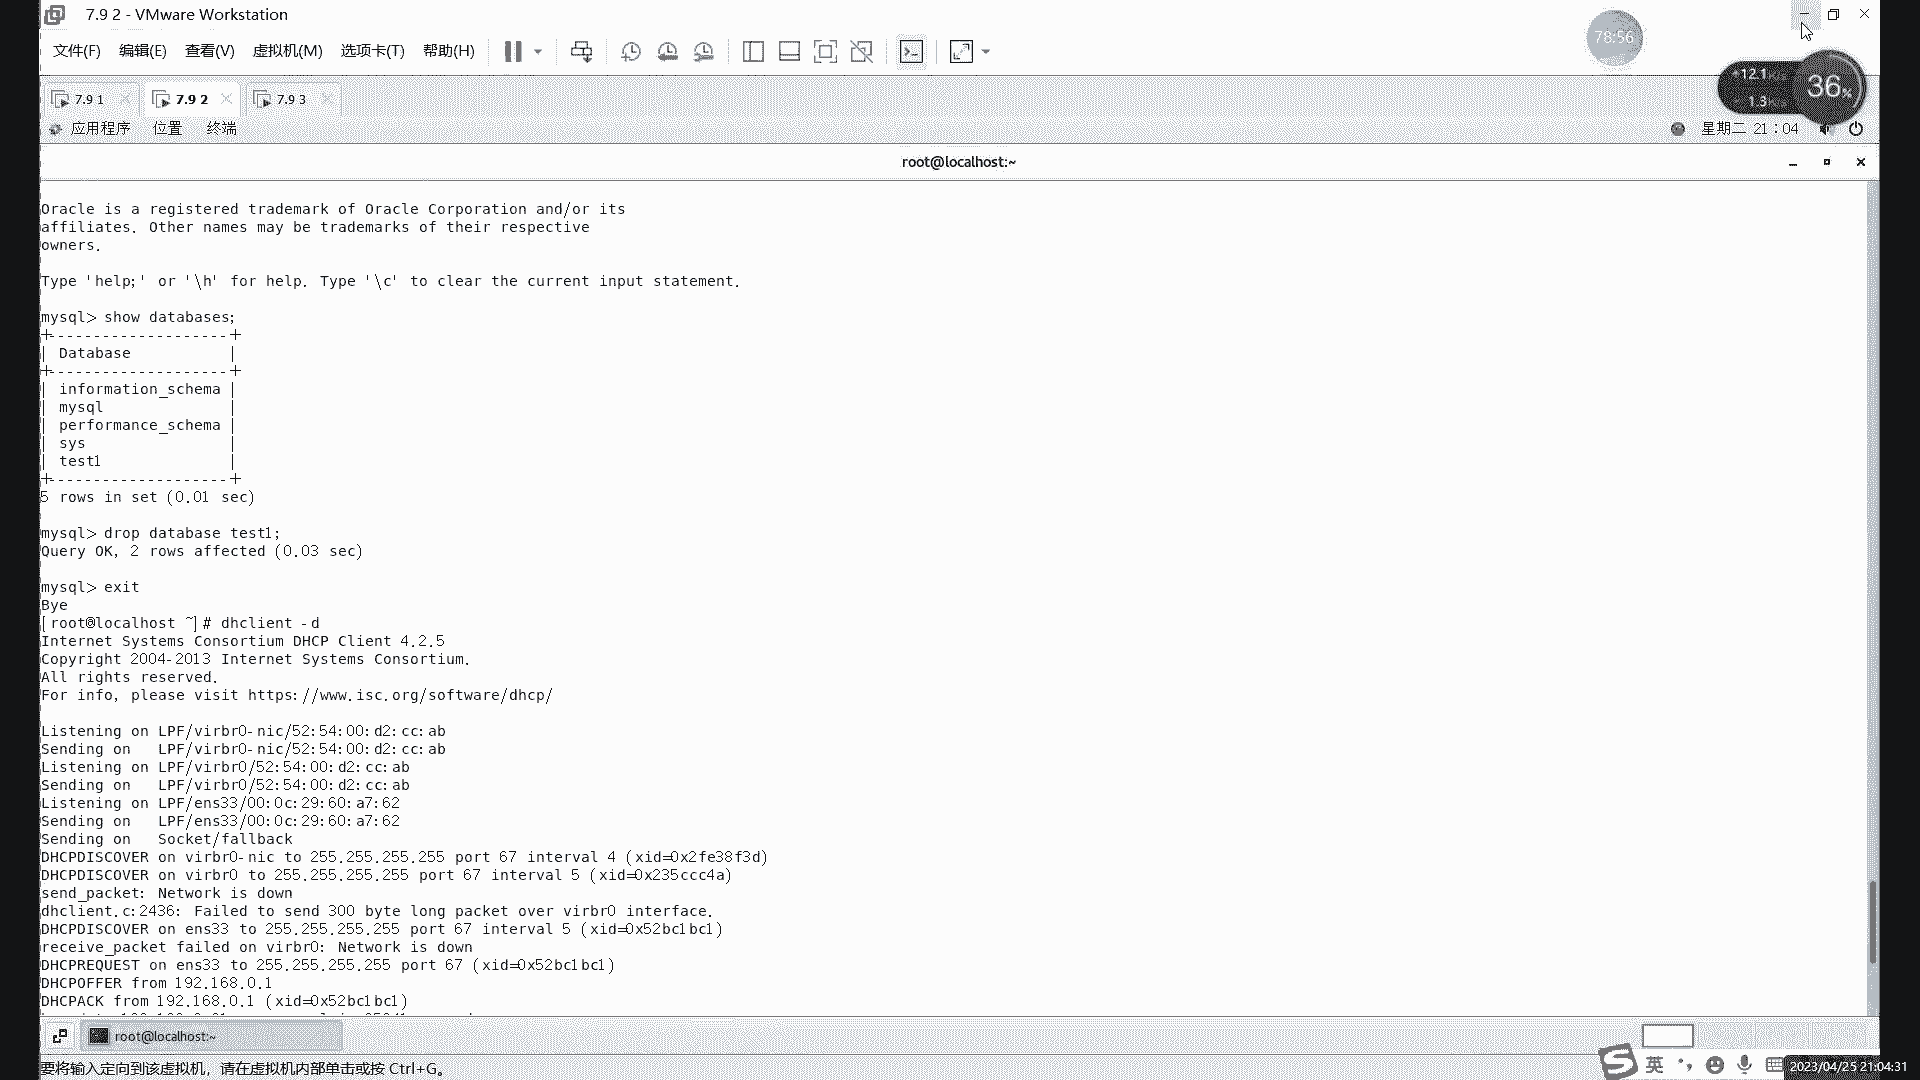 7.9 2 - VMware Workstation
文件(F) 编辑(E) 查看(V) 虚拟机(M) 选项卡(T) 帮助(H)
78:56
12.1
1.3
36%
7.9 1
7.9 2
7.9 3
应用程序 位置 终端
星期二 21:04
root@localhost:~
Oracle is a registered trademark of Oracle Corporation and/or its
affiliates. Other names may be trademarks of their respective
owners.
Type 'help;' or '\h' for help. Type '\c' to clear the current input statement.
mysql> show databases;
+--------------------+
| Database           |
+--------------------+
| information_schema |
| mysql              |
| performance_schema |
| sys                |
| test1              |
+--------------------+
5 rows in set (0.01 sec)
mysql> drop database test1;
Query OK, 2 rows affected (0.03 sec)
mysql> exit
Bye
[root@localhost ~]# dhclient -d
Internet Systems Consortium DHCP Client 4.2.5
Copyright 2004-2013 Internet Systems Consortium.
All rights reserved.
For info, please visit https://www.isc.org/software/dhcp/
Listening on LPF/virbr0-nic/52:54:00:d2:cc:ab
Sending on   LPF/virbr0-nic/52:54:00:d2:cc:ab
Listening on LPF/virbr0/52:54:00:d2:cc:ab
Sending on   LPF/virbr0/52:54:00:d2:cc:ab
Listening on LPF/ens33/00:0c:29:60:a7:62
Sending on   LPF/ens33/00:0c:29:60:a7:62
Sending on   Socket/fallback
DHCPDISCOVER on virbr0-nic to 255.255.255.255 port 67 interval 4 (xid=0x2fe38f3d)
DHCPDISCOVER on virbr0 to 255.255.255.255 port 67 interval 5 (xid=0x235ccc4a)
send_packet: Network is down
dhclient.c:2436: Failed to send 300 byte long packet over virbr0 interface.
DHCPDISCOVER on ens33 to 255.255.255.255 port 67 interval 5 (xid=0x52bc1bc1)
receive_packet failed on virbr0: Network is down
DHCPREQUEST on ens33 to 255.255.255.255 port 67 (xid=0x52bc1bc1)
DHCPOFFER from 192.168.0.1
DHCPACK from 192.168.0.1 (xid=0x52bc1bc1)
root@localhost:~
要将输入定向到该虚拟机，请在虚拟机内部单击或按 Ctrl+G。
英
2023/04/25 21:04:31